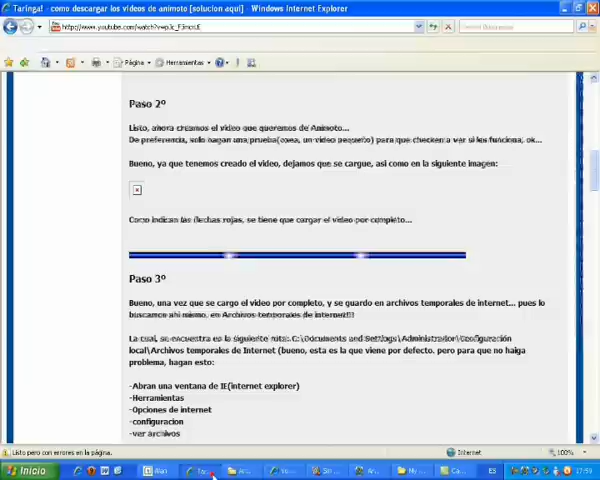 Taringa! - como descargar los videos de animoto [solucion aqui] - Windows Internet Explorer
Página
Herramientas
Paso 2º
Listo, ahora creamos el video que queremos de Animoto...
De preferencia, solo hagan una prueba(osea, un video pequeño) para que checken a ver si les funciona, ok...
Bueno, ya que tenemos creado el video, dejamos que se cargue, asi como en la siguiente imagen:
Como indican las flechas rojas, se tiene que cargar el video por completo...
Paso 3º
Bueno, una vez que se cargo el video por completo, y se guardo en archivos temporales de internet... pues lo
buscamos ahi mismo, en Archivos temporales de internet!!!
La cual, se encuentra es la siguiente ruta:.C:\Documents and Settings\Administrador\Configuración
local\Archivos temporales de Internet (bueno, esta es la que viene por defecto. pero para que no haiga
problema, hagan esto:
-Abran una ventana de IE(internet explorer)
-Herramientas
-Opciones de internet
-configuracion
-ver archivos
Listo pero con errores en la página.
Internet
100%
Inicio
ES
17:59